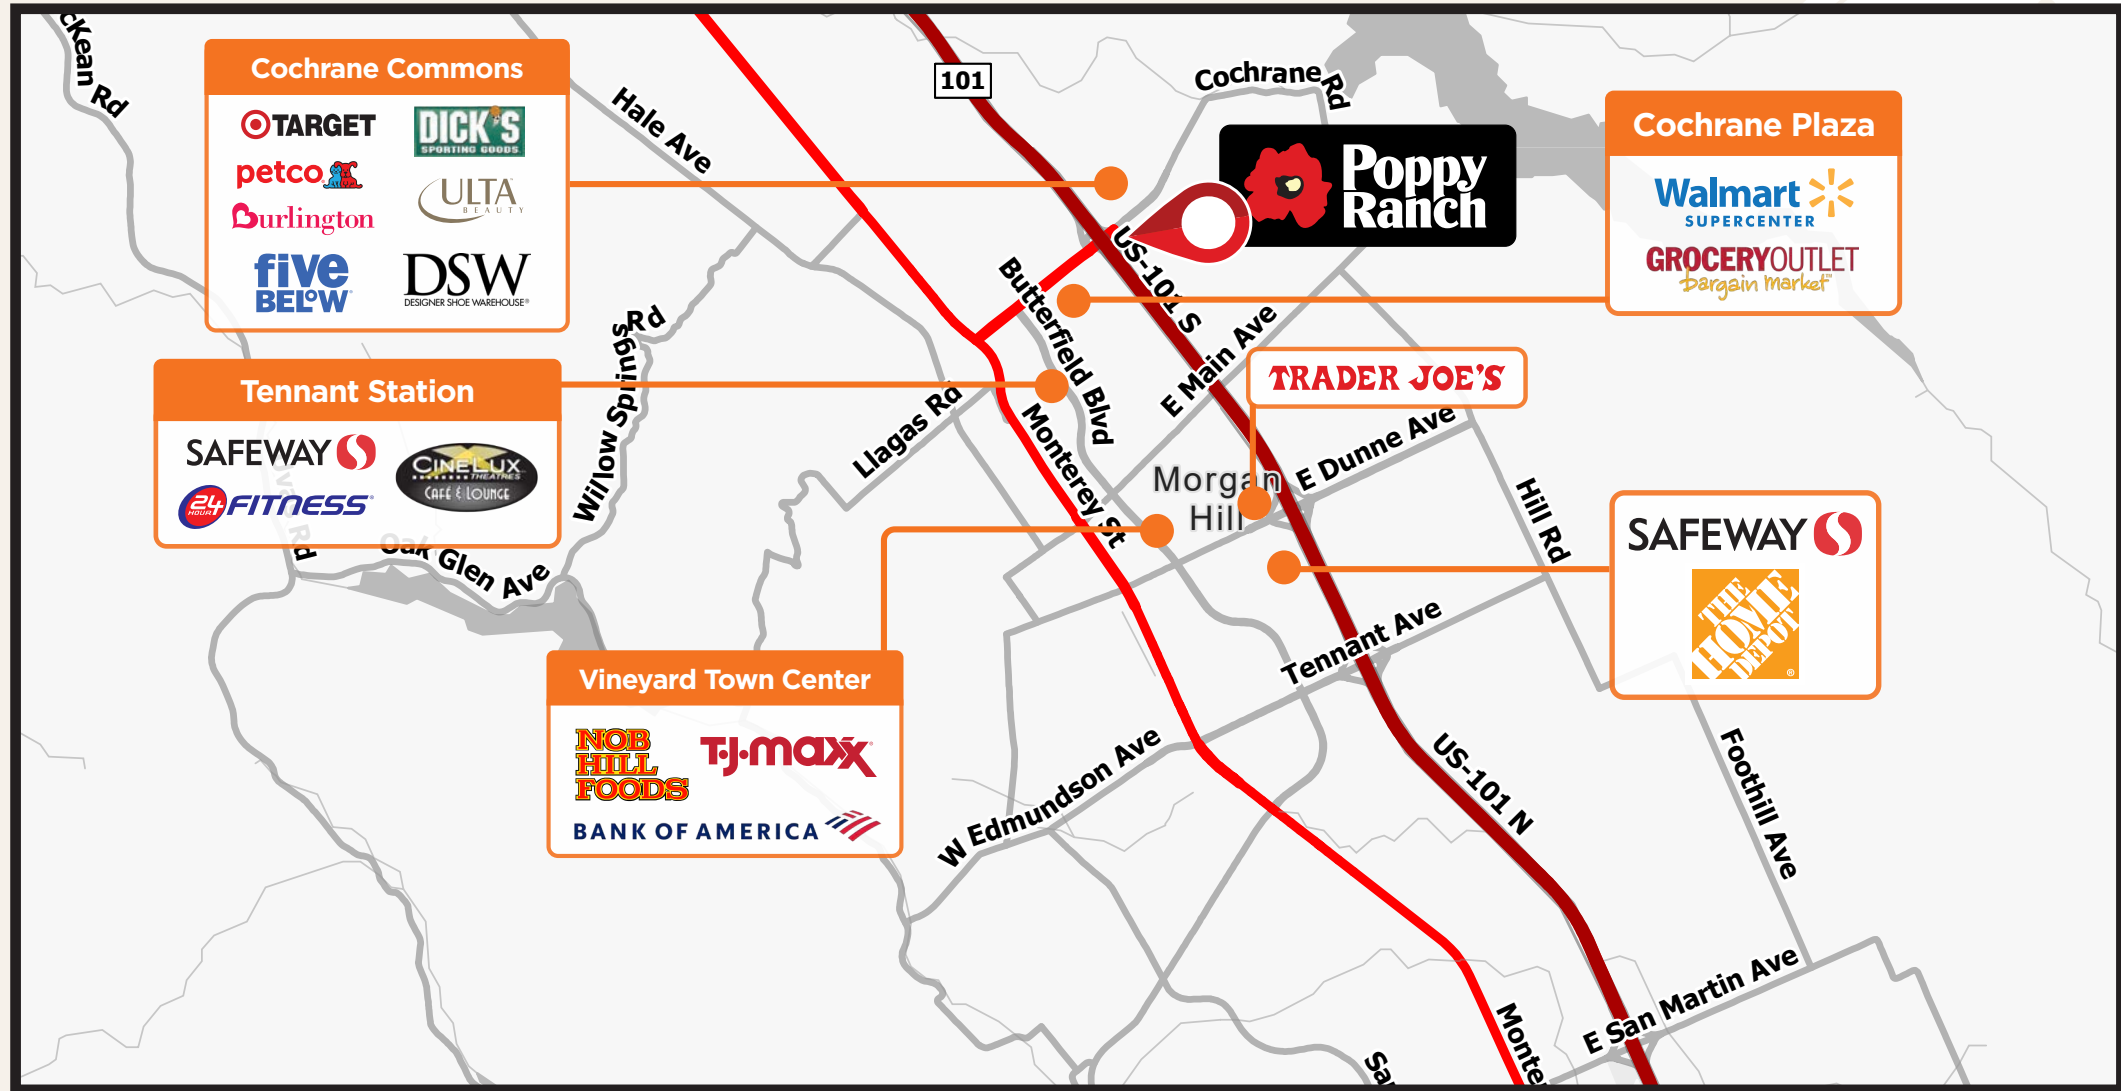 cKean Rd
Cochrane Commons
TARGET
DICK'S
SPORTING GOODS
petco
ULTA
BEAUTY
Burlington
five
BELOW
DSW
DESIGNER SHOE WAREHOUSE®
Hale Ave
101
Cochrane Rd
Poppy
Ranch
Cochrane Plaza
Walmart
SUPERCENTER
GROCERY OUTLET
bargain market
US-101 S
Butterfield Blvd
E Main Ave
TRADER JOE'S
Willow Springs Rd
Tennant Station
SAFEWAY
24
HOUR
FITNESS
CINELUX
THEATRES
CAFÉ & LOUNGE
Llagas Rd
Monterey St
E Dunne Ave
Morgan
Hill
Hill Rd
SAFEWAY
THE
HOME
DEPOT
®
Oak Glen Ave
Tennant Ave
Vineyard Town Center
NOB
HILL
FOODS
T·J·maxx
BANK OF AMERICA
W Edmundson Ave
US-101 N
Foothill Ave
E San Martin Ave
Monte
Sa